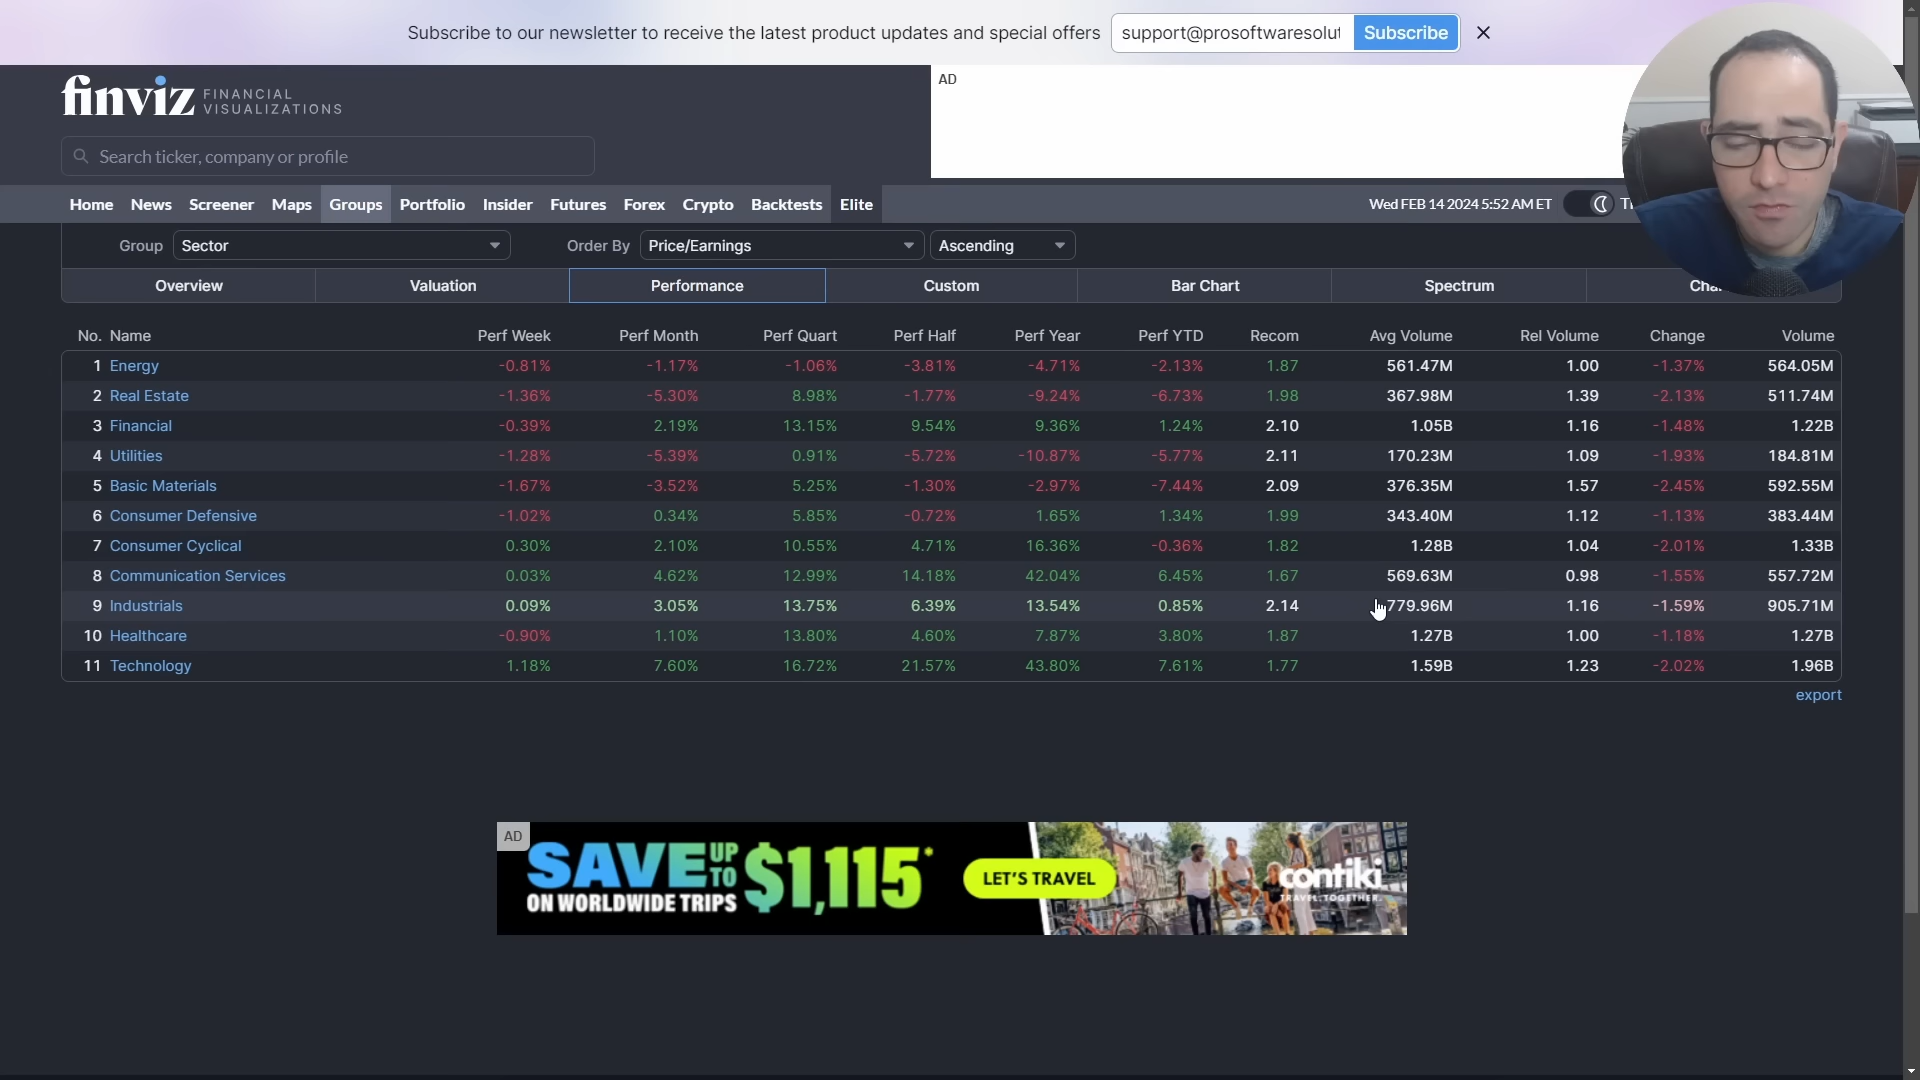 Subscribe to our newsletter to receive the latest product updates and special offers support@prosoftwaresolut Subscribe
finviz FINANCIAL VISUALIZATIONS
AD
Search ticker, company or profile
Home News Screener Maps Groups Portfolio Insider Futures Forex Crypto Backtests Elite Wed FEB 14 2024 5:52 AM ET
Group Sector Order By Price/Earnings Ascending
Overview Valuation Performance Custom Bar Chart Spectrum
No. Name Perf Week Perf Month Perf Quart Perf Half Perf Year Perf YTD Recom Avg Volume Rel Volume Change Volume
1 Energy -0.81% -1.17% -1.06% -3.81% -4.71% -2.13% 1.87 561.47M 1.00 -1.37% 564.05M
2 Real Estate -1.36% -5.30% 8.98% -1.77% -9.24% -6.73% 1.98 367.98M 1.39 -2.13% 511.74M
3 Financial -0.39% 2.19% 13.15% 9.54% 9.36% 1.24% 2.10 1.05B 1.16 -1.48% 1.22B
4 Utilities -1.28% -5.39% 0.91% -5.72% -10.87% -5.77% 2.11 170.23M 1.09 -1.93% 184.81M
5 Basic Materials -1.67% -3.52% 5.25% -1.30% -2.97% -7.44% 2.09 376.35M 1.57 -2.45% 592.55M
6 Consumer Defensive -1.02% 0.34% 5.85% -0.72% 1.65% 1.34% 1.99 343.40M 1.12 -1.13% 383.44M
7 Consumer Cyclical 0.30% 2.10% 10.55% 4.71% 16.36% -0.36% 1.82 1.28B 1.04 -2.01% 1.33B
8 Communication Services 0.03% 4.62% 12.99% 14.18% 42.04% 6.45% 1.67 569.63M 0.98 -1.55% 557.72M
9 Industrials 0.09% 3.05% 13.75% 6.39% 13.54% 0.85% 2.14 779.96M 1.16 -1.59% 905.71M
10 Healthcare -0.90% 1.10% 13.80% 4.60% 7.87% 3.80% 1.87 1.27B 1.00 -1.18% 1.27B
11 Technology 1.18% 7.60% 16.72% 21.57% 43.80% 7.61% 1.77 1.59B 1.23 -2.02% 1.96B
export
AD
SAVE UP TO $1,115*
ON WORLDWIDE TRIPS
LET'S TRAVEL
contiki
TRAVEL. TOGETHER.